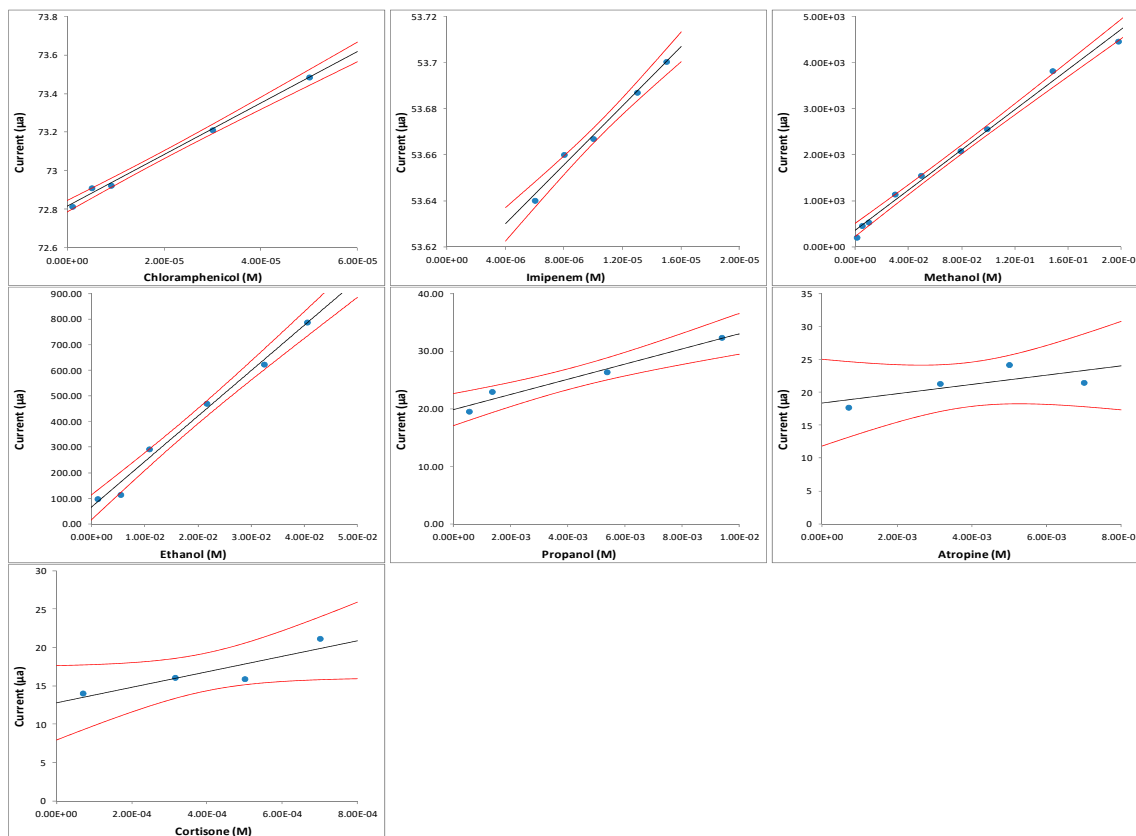 73.8
73.6
73.4
73.2
73
72.8
72.6
Current (µa)
0.00E+00 2.00E-05 4.00E-05 6.00E-05
Chloramphenicol (M)
53.72
53.7
53.68
53.66
53.64
53.62
Current (µa)
0.00E+00 4.00E-06 8.00E-06 1.20E-05 1.60E-05 2.00E-05
Imipenem (M)
5.00E+03
4.00E+03
3.00E+03
2.00E+03
1.00E+03
0.00E+00
Current (µa)
0.00E+00 4.00E-02 8.00E-02 1.20E-01 1.60E-01 2.00E-0
Methanol (M)
900.00
800.00
700.00
600.00
500.00
400.00
300.00
200.00
100.00
0.00
Current (µa)
0.00E+00 1.00E-02 2.00E-02 3.00E-02 4.00E-02 5.00E-02
Ethanol (M)
40.00
30.00
20.00
10.00
0.00
Current (µa)
0.00E+00 2.00E-03 4.00E-03 6.00E-03 8.00E-03 1.00E-02
Propanol (M)
35
30
25
20
15
10
5
0
Current (µa)
0.00E+00 2.00E-03 4.00E-03 6.00E-03 8.00E-0
Atropine (M)
30
25
20
15
10
5
0
Current (µa)
0.00E+00 2.00E-04 4.00E-04 6.00E-04 8.00E-04
Cortisone (M)